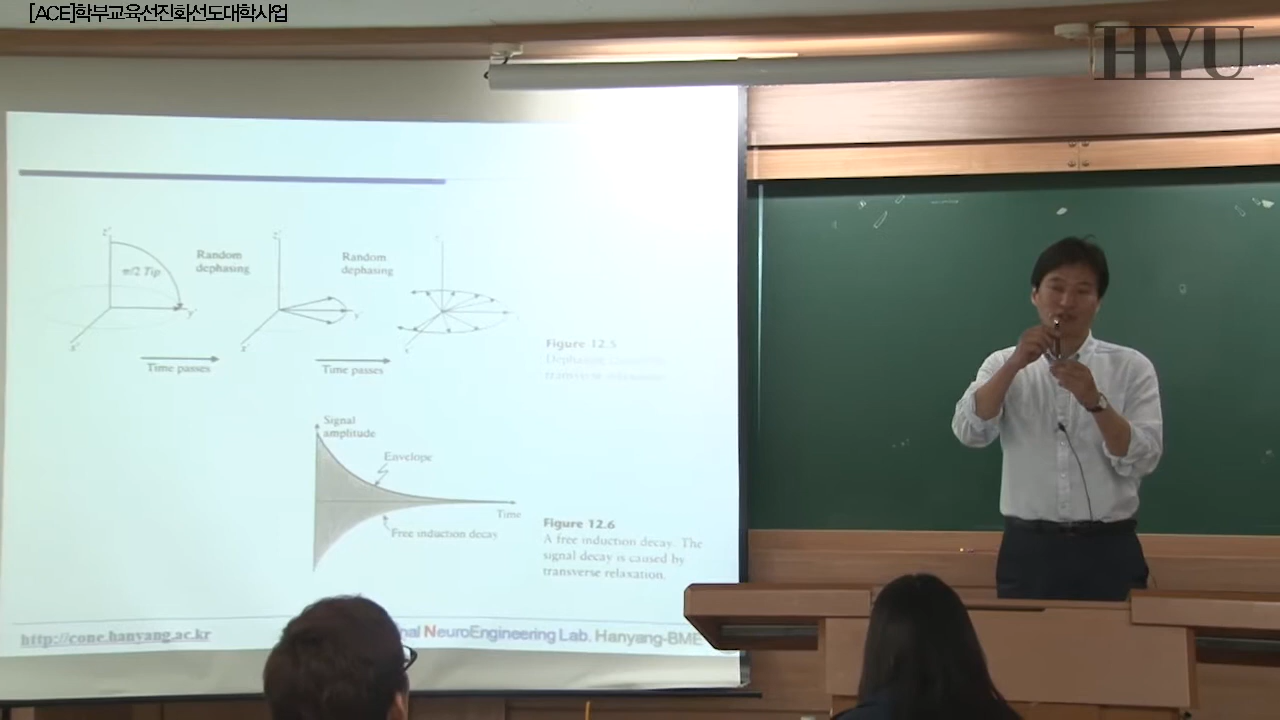 [ACE]학부교육선진화선도대학사업
HYU
z'
π/2 Tip
y'
x'
Random
dephasing
Time passes
z'
y'
x'
Random
dephasing
Time passes
Figure 12.5
transverse relaxation
Signal
amplitude
Envelope
Time
Free induction decay
Figure 12.6
A free induction decay. The
signal decay is caused by
transverse relaxation.
http://cone.hanyang.ac.kr
NeuroEngineering Lab. Hanyang-BME